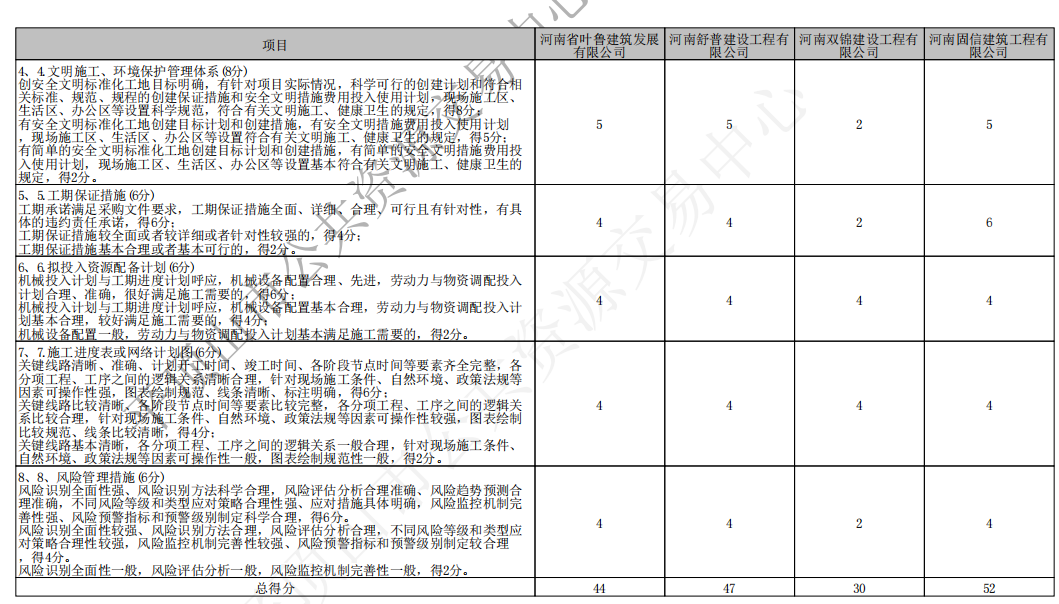 项目
河南省叶鲁建筑发展
有限公司
河南舒普建设工程有
限公司
河南双锦建设工程有
限公司
河南固信建筑工程有
限公司
4、4.文明施工、环境保护管理体系(8分)
创安全文明标准化工地目标明确，有针对项目实际情况，科学可行的创建计划和符合相
关标准、规范、规程的创建保证措施和安全文明措施费用投入使用计划，现场施工区、
生活区、办公区等设置科学规范，符合有关文明施工、健康卫生的规定，得8分；
有安全文明标准化工地创建目标计划和创建措施，有安全文明措施费用投入使用计划
，现场施工区、生活区、办公区等设置符合有关文明施工、健康卫生的规定，得5分；
有简单的安全文明标准化工地创建目标计划和创建措施，有简单的安全文明措施费用投
入使用计划，现场施工区、生活区、办公区等设置基本符合有关文明施工、健康卫生的
规定，得2分。
5 5 2 5
5、5.工期保证措施(6分)
工期承诺满足采购文件要求，工期保证措施全面、详细、合理、可行且有针对性，有具
体的违约责任承诺，得6分；
工期保证措施较全面或者较详细或者针对性较强的，得4分；
工期保证措施基本合理或者基本可行的，得2分。
4 4 2 6
6、6.拟投入资源配备计划(6分)
机械投入计划与工期进度计划呼应，机械设备配置合理、先进，劳动力与物资调配投入
计划合理、准确，很好满足施工需要的，得6分；
机械投入计划与工期进度计划呼应，机械设备配置基本合理，劳动力与物资调配投入计
划基本合理，较好满足施工需要的，得4分；
机械设备配置一般，劳动力与物资调配投入计划基本满足施工需要的，得2分。
4 4 4 4
7、7.施工进度表或网络计划图(6分)
关键线路清晰、准确、计划开工时间、竣工时间、各阶段节点时间等要素齐全完整，各
分项工程、工序之间的逻辑关系清晰合理，针对现场施工条件、自然环境、政策法规等
因素可操作性强，图表绘制规范、线条清晰、标注明确，得6分；
关键线路比较清晰、各阶段节点时间等要素比较完整，各分项工程、工序之间的逻辑关
系比较合理，针对现场施工条件、自然环境、政策法规等因素可操作性较强，图表绘制
比较规范、线条比较清晰，得4分；
关键线路基本清晰，各分项工程、工序之间的逻辑关系一般合理，针对现场施工条件、
自然环境、政策法规等因素可操作性一般，图表绘制规范性一般，得2分。
4 4 4 4
8、8、风险管理措施(6分)
风险识别全面性强、风险识别方法科学合理，风险评估分析合理准确、风险趋势预测合
理准确，不同风险等级和类型应对策略合理性强、应对措施具体明确，风险监控机制完
善性强、风险预警指标和预警级别制定科学合理，得6分。
风险识别全面性较强、风险识别方法合理，风险评估分析合理，不同风险等级和类型应
对策略合理性较强，风险监控机制完善性较强、风险预警指标和预警级别制定较合理
，得4分。
风险识别全面性一般，风险评估分析一般，风险监控机制完善性一般，得2分。
4 4 2 4
总得分 44 47 30 52